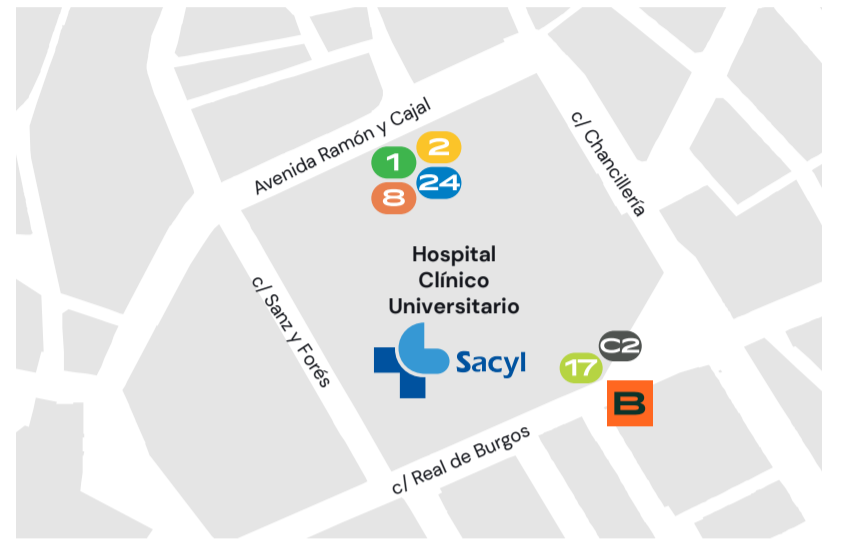 Avenida Ramón y Cajal
c/ Chancillería
2
1
24
8
Hospital
Clínico
Universitario
c/ Sanz y Forés
Sacyl
C2
17
B
c/ Real de Burgos